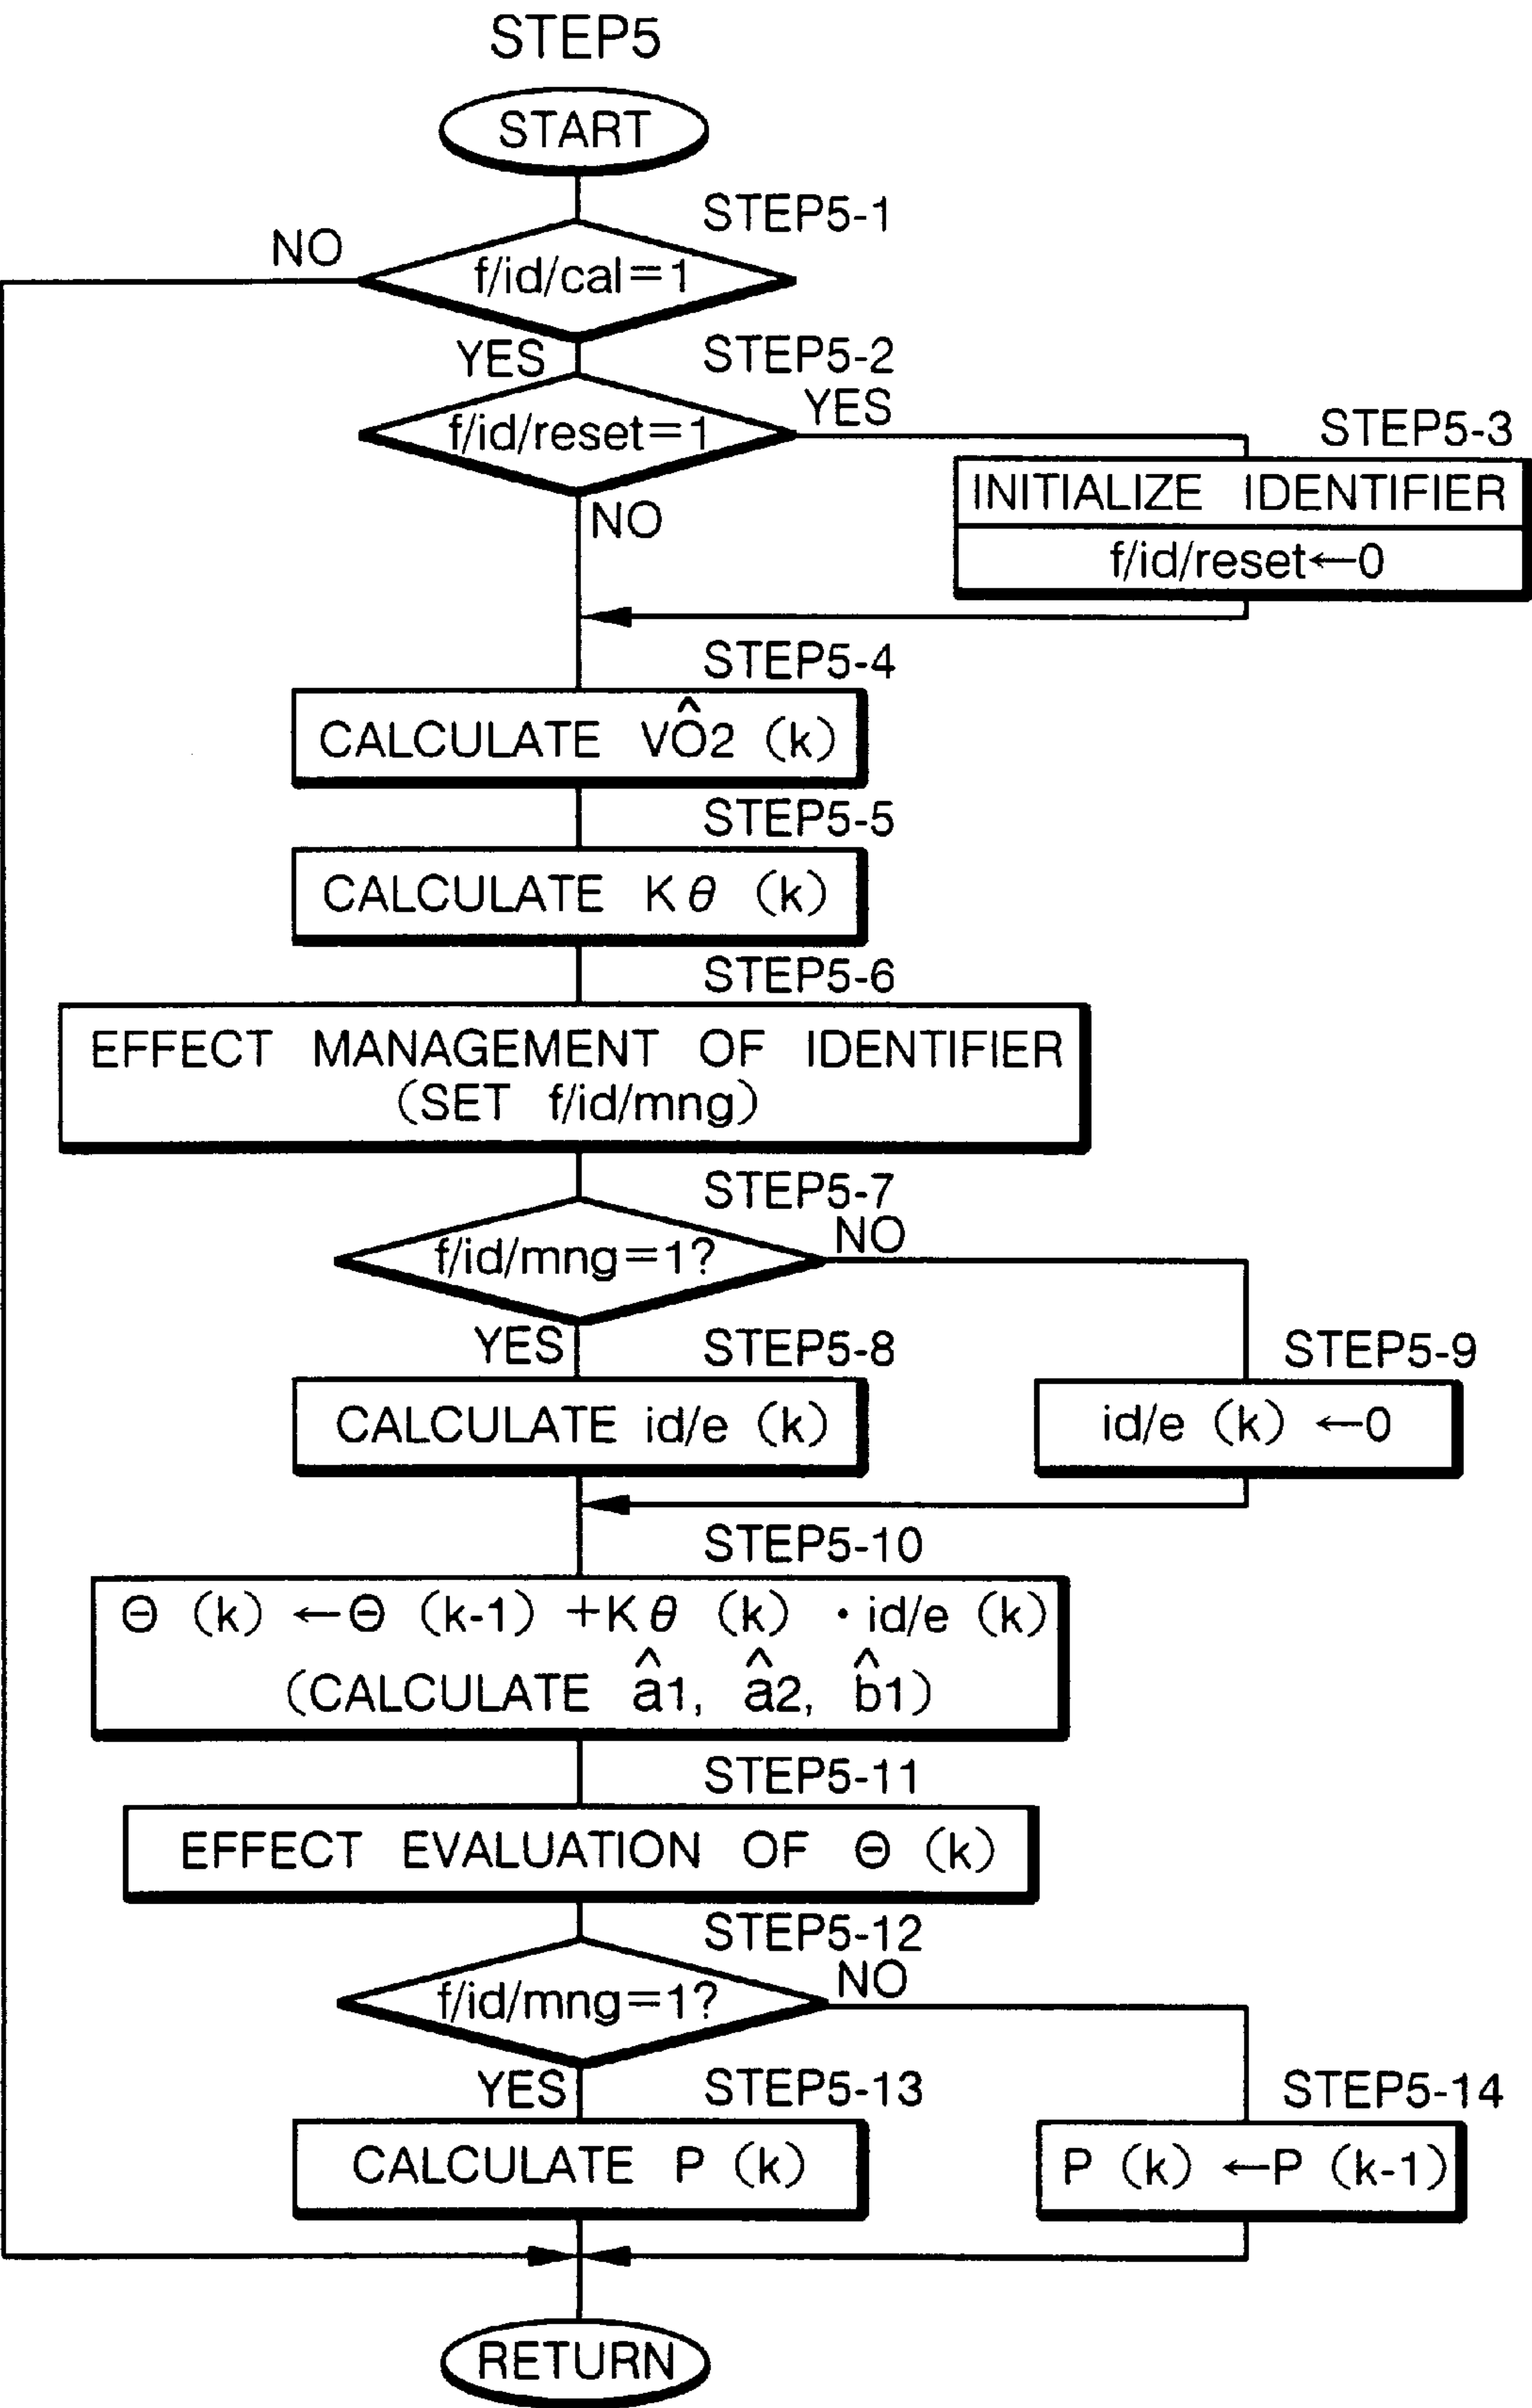 STEP5
START
STEP5-1
NO
f/id/cal=1
YES
STEP5-2
f/id/reset=1
YES
STEP5-3
INITIALIZE IDENTIFIER
f/id/reset←0
NO
STEP5-4
CALCULATE VÔ2 (k)
STEP5-5
CALCULATE Kθ (k)
STEP5-6
EFFECT MANAGEMENT OF IDENTIFIER
(SET f/id/mng)
STEP5-7
f/id/mng=1?
NO
YES
STEP5-8
STEP5-9
CALCULATE id/e (k)
id/e (k) ←0
STEP5-10
Θ (k) ←Θ (k-1) +Kθ (k) · id/e (k)
(CALCULATE â1, â2, b̂1)
STEP5-11
EFFECT EVALUATION OF Θ (k)
STEP5-12
f/id/mng=1?
NO
YES
STEP5-13
STEP5-14
CALCULATE P (k)
P (k) ←P (k-1)
RETURN